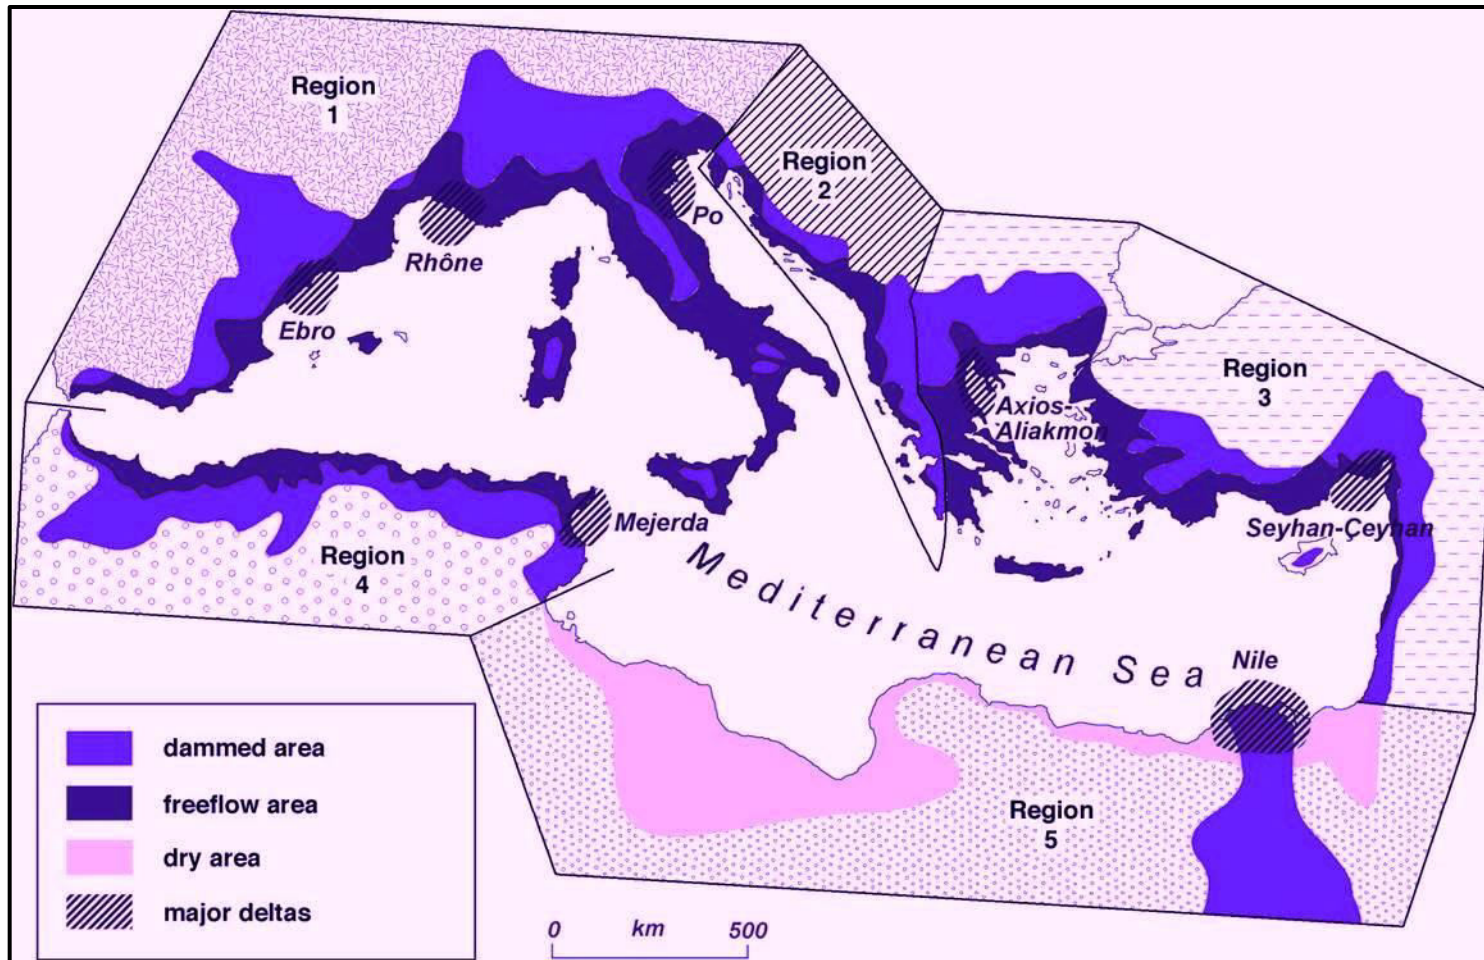 Region
1
Region
2
Po
Rhône
Ebro
Region
3
Axios-
Aliakmon
Mejerda
Seyhan-Çeyhan
Region
4
Mediterranean Sea
Nile
Region
5
dammed area
freeflow area
dry area
major deltas
0 km 500